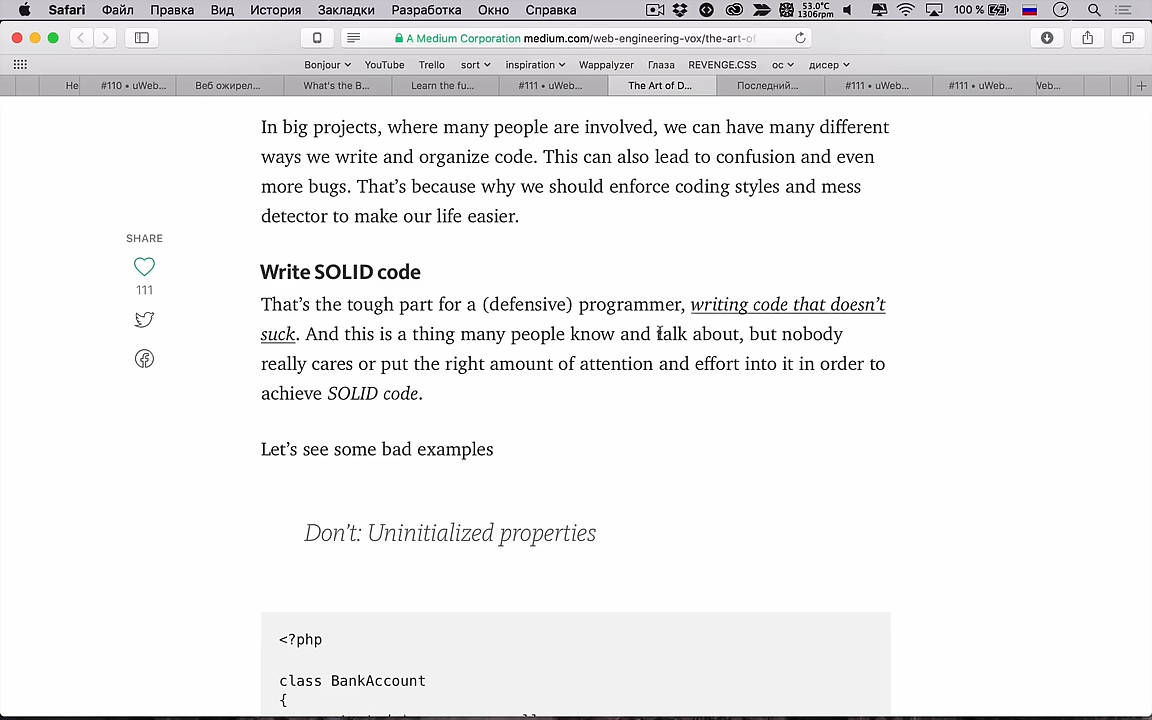 Safari Файл Правка Вид История Закладки Разработка Окно Справка 53.0°C 1306rpm 100 %
A Medium Corporation medium.com/web-engineering-vox/the-art-of
Bonjour YouTube Trello sort inspiration Wappalyzer Глаза REVENGE.CSS ос дисер
He #110 • uWeb... Веб ожирел... What's the B... Learn the fu... #111 • uWeb... The Art of D... Последний... #111 • uWeb... #111 • uWeb... Web...
In big projects, where many people are involved, we can have many different
ways we write and organize code. This can also lead to confusion and even
more bugs. That’s because why we should enforce coding styles and mess
detector to make our life easier.
SHARE
111
Write SOLID code
That’s the tough part for a (defensive) programmer, writing code that doesn’t
suck. And this is a thing many people know and talk about, but nobody
really cares or put the right amount of attention and effort into it in order to
achieve SOLID code.
Let’s see some bad examples
Don’t: Uninitialized properties
<?php
class BankAccount
{